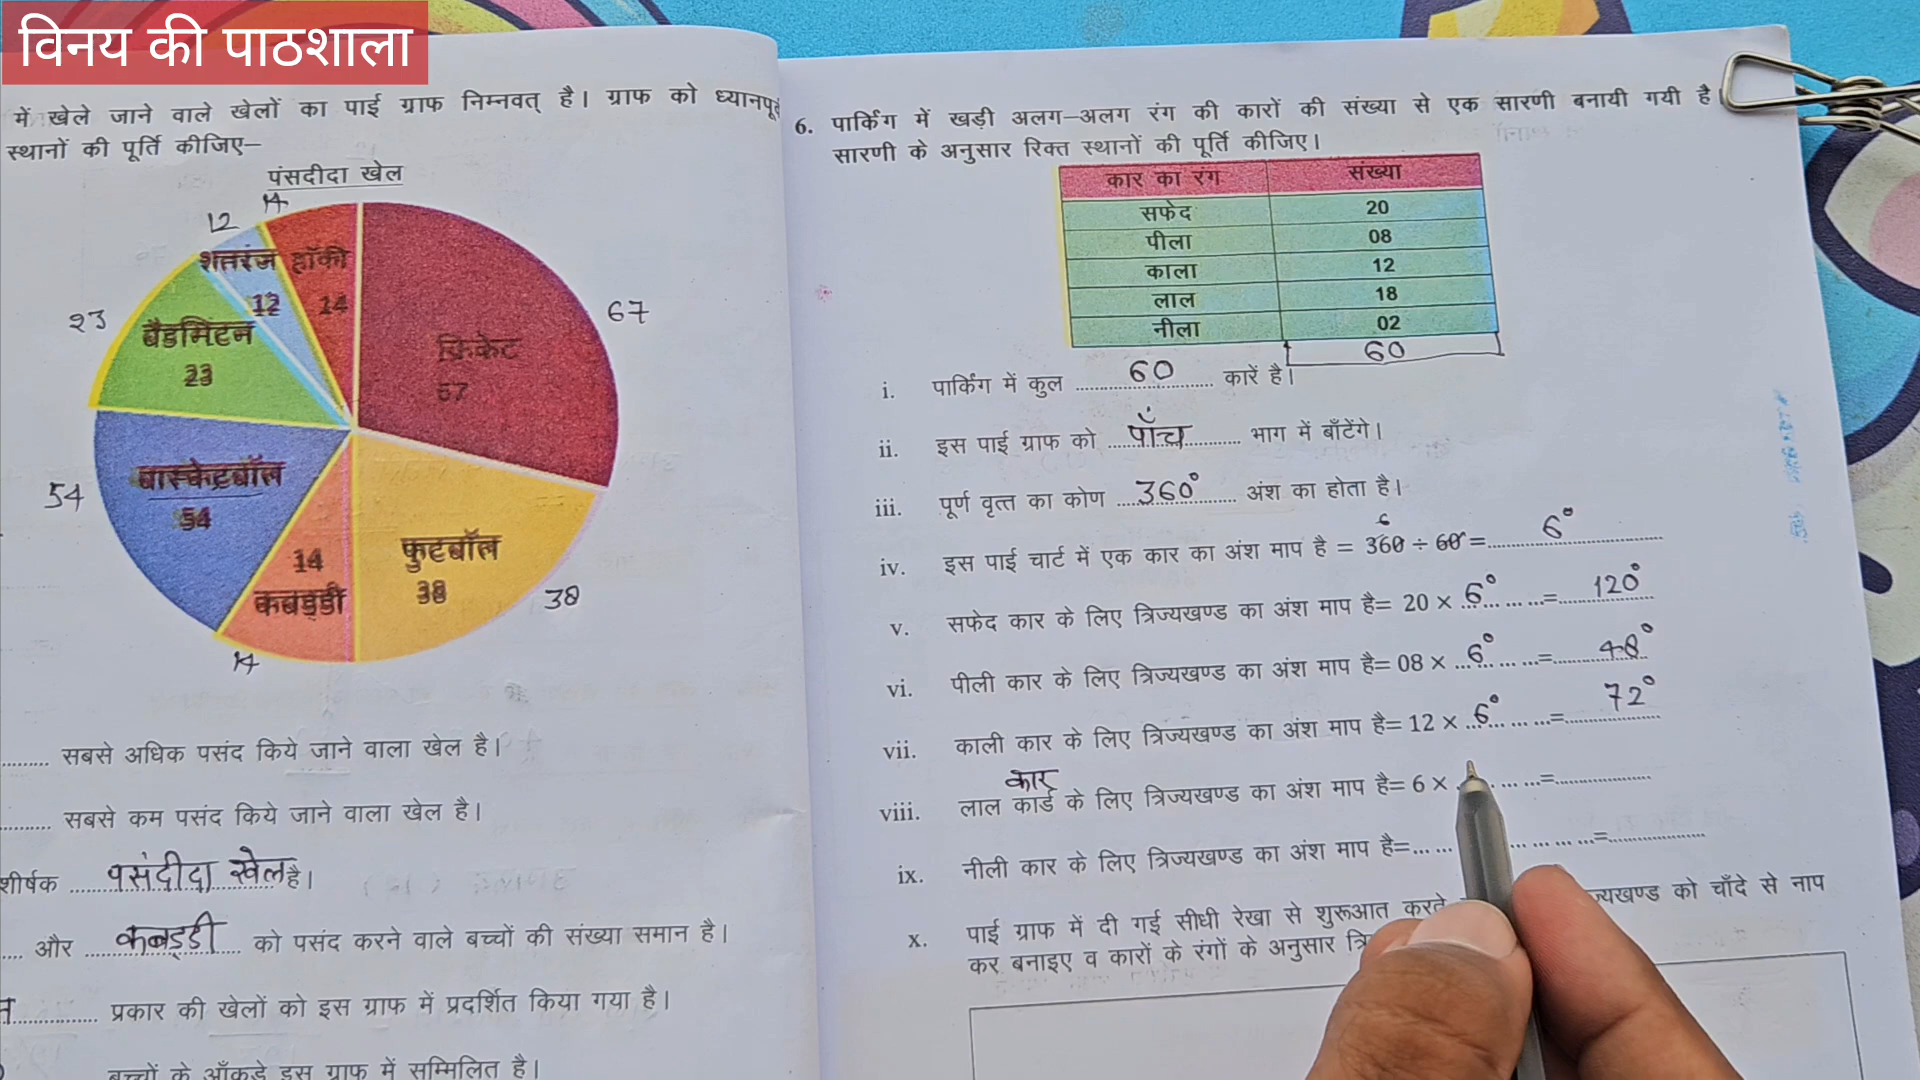 विनय की पाठशाला
में खेले जाने वाले खेलों का पाई ग्राफ निम्नवत् है। ग्राफ को
स्थानों की पूर्ति कीजिए–
पंसदीदा खेल
14
12
शतरंज हॉकी
12 14
23
बैडमिंटन
23
क्रिकेट
67
67
बास्केटबॉल
54
54
14
कबड्डी
14
फुटबॉल
38
38
........ सबसे अधिक पसंद किये जाने वाला खेल है।
........ सबसे कम पसंद किये जाने वाला खेल है।
शीर्षक ........ पसंदीदा खेल है।
.... और ........ कबड्डी ........ को पसंद करने वाले बच्चों की संख्या समान है।
................ प्रकार की खेलों को इस ग्राफ में प्रदर्शित किया गया है।
बच्चों के आँकडे इस ग्राफ में सम्मिलित है।
6. पार्किंग में खड़ी अलग–अलग रंग की कारों की संख्या से एक सारणी बनायी गयी है।
सारणी के अनुसार रिक्त स्थानों की पूर्ति कीजिए।
कार का रंग संख्या
सफेद 20
पीला 08
काला 12
लाल 18
नीला 02
60
i. पार्किंग में कुल ........ 60 ........ कारें है।
ii. इस पाई ग्राफ को ........ पाँच ........ भाग में बाँटेंगे।
iii. पूर्ण वृत्त का कोण ........ 360° ........ अंश का होता है।
6
iv. इस पाई चार्ट में एक कार का अंश माप है = 360 ÷ 60 = ........ 6° ........
v. सफेद कार के लिए त्रिज्यखण्ड का अंश माप है= 20 × 6° ... ...= 120°
vi. पीली कार के लिए त्रिज्यखण्ड का अंश माप है= 08 × 6° ... ...= 48°
vii. काली कार के लिए त्रिज्यखण्ड का अंश माप है= 12 × 6° ... ...= 72°
कार
viii. लाल कार्ड के लिए त्रिज्यखण्ड का अंश माप है= 6 × ... ... ...=................
ix. नीली कार के लिए त्रिज्यखण्ड का अंश माप है=... ... ... ... ...=................
x. पाई ग्राफ में दी गई सीधी रेखा से शुरूआत करते को चाँदे से नाप
कर बनाइए व कारों के रंगों के अनुसार